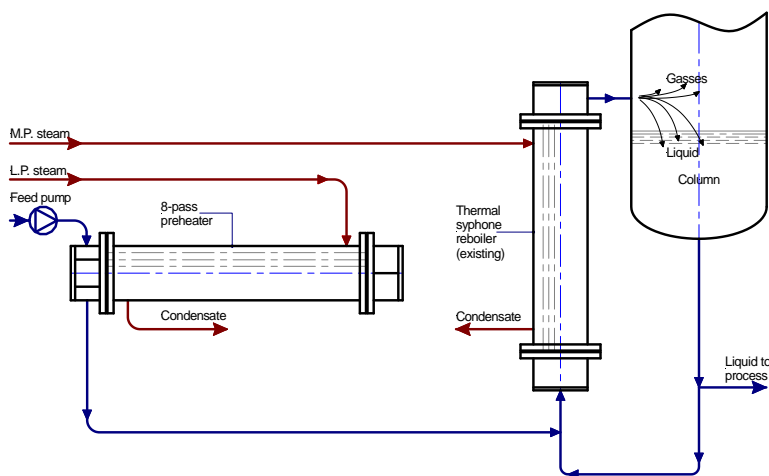 Gasses
M.P. steam
Liquid
L.P. steam
Column
Feed pump
8-pass
preheater
Thermal
syphone
reboiler
(existing)
Condensate
Condensate
Liquid to
process